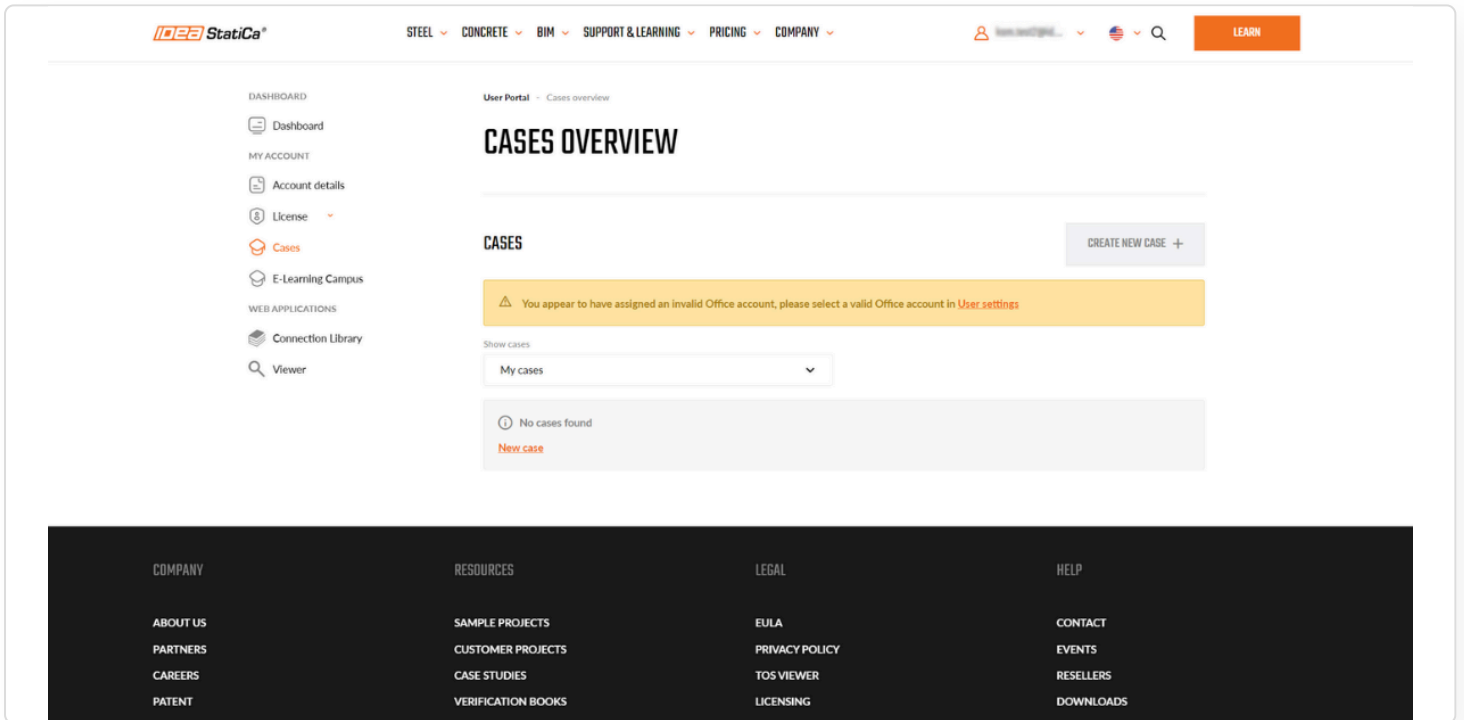 IDEA StatiCa®
STEEL
CONCRETE
BIM
SUPPORT & LEARNING
PRICING
COMPANY
LEARN
DASHBOARD
Dashboard
MY ACCOUNT
Account details
License
Cases
E-Learning Campus
WEB APPLICATIONS
Connection Library
Viewer
User Portal - Cases overview
CASES OVERVIEW
CASES
CREATE NEW CASE +
You appear to have assigned an invalid Office account, please select a valid Office account in User settings
Show cases
My cases
No cases found
New case
COMPANY
ABOUT US
PARTNERS
CAREERS
PATENT
RESOURCES
SAMPLE PROJECTS
CUSTOMER PROJECTS
CASE STUDIES
VERIFICATION BOOKS
LEGAL
EULA
PRIVACY POLICY
TOS VIEWER
LICENSING
HELP
CONTACT
EVENTS
RESELLERS
DOWNLOADS